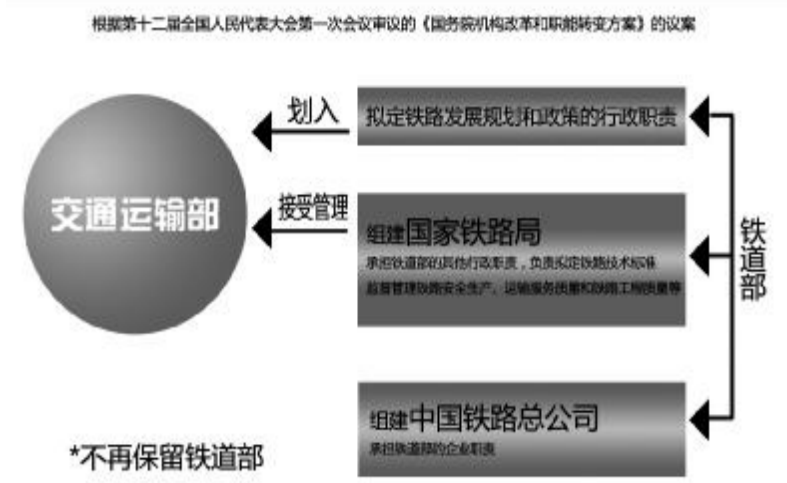 根据第十二届全国人民代表大会第一次会议审议的《国务院机构改革和职能转变方案》的议案
划入
拟定铁路发展规划和政策的行政职责
交通运输部
接受管理
组建国家铁路局
承担铁道部的其他行政职责，负责拟定铁路技术标准
监督管理铁路安全生产、运输服务质量和铁路工程质量等
铁道部
组建中国铁路总公司
承担铁道部的企业职责
*不再保留铁道部